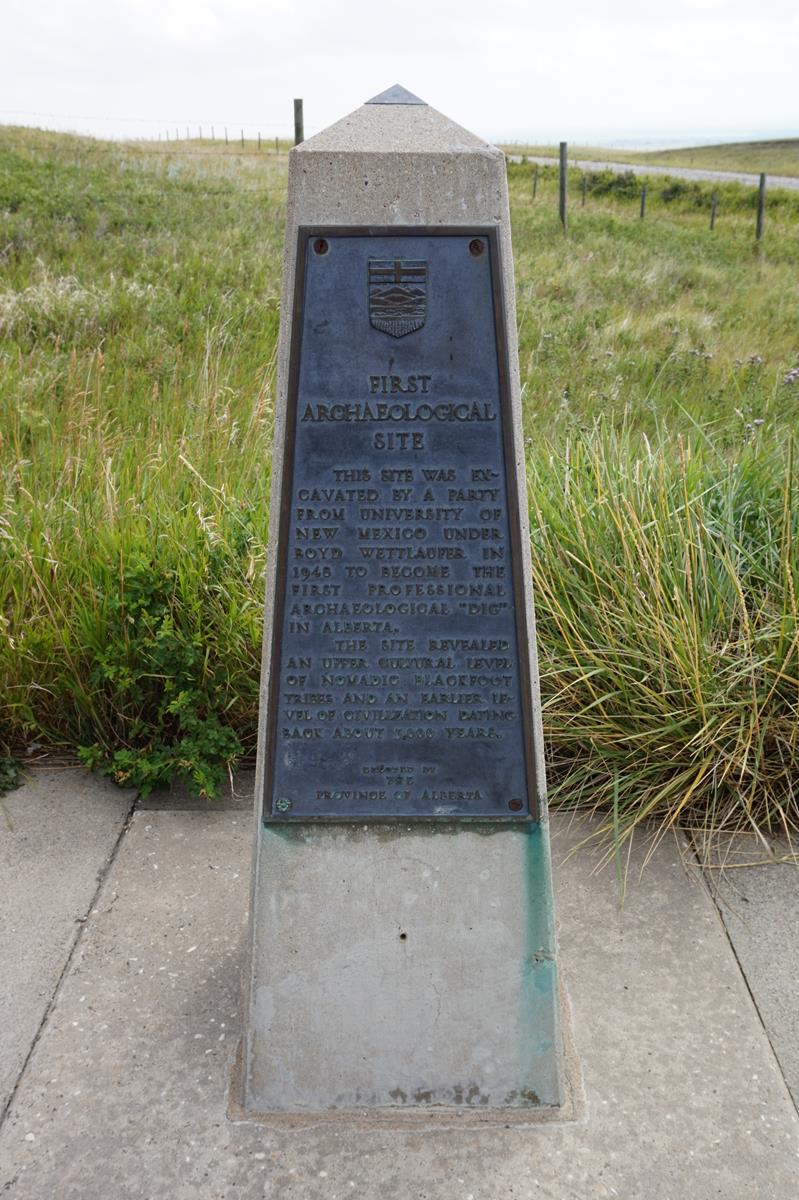 FIRST
ARCHAEOLOGICAL
SITE
THIS SITE WAS EX-
CAVATED BY A PARTY
FROM UNIVERSITY OF
NEW MEXICO UNDER
BOYD WETTLAUFER IN
1948 TO BECOME THE
FIRST PROFESSIONAL
ARCHAEOLOGICAL "DIG"
IN ALBERTA.
THE SITE REVEALED
AN UPPER CULTURAL LEVEL
OF NOMADIC BLACKFOOT
TRIBES AND AN EARLIER LE-
VEL OF CIVILIZATION DATING
BACK ABOUT YEARS.
ERECTED BY
THE
PROVINCE OF ALBERTA